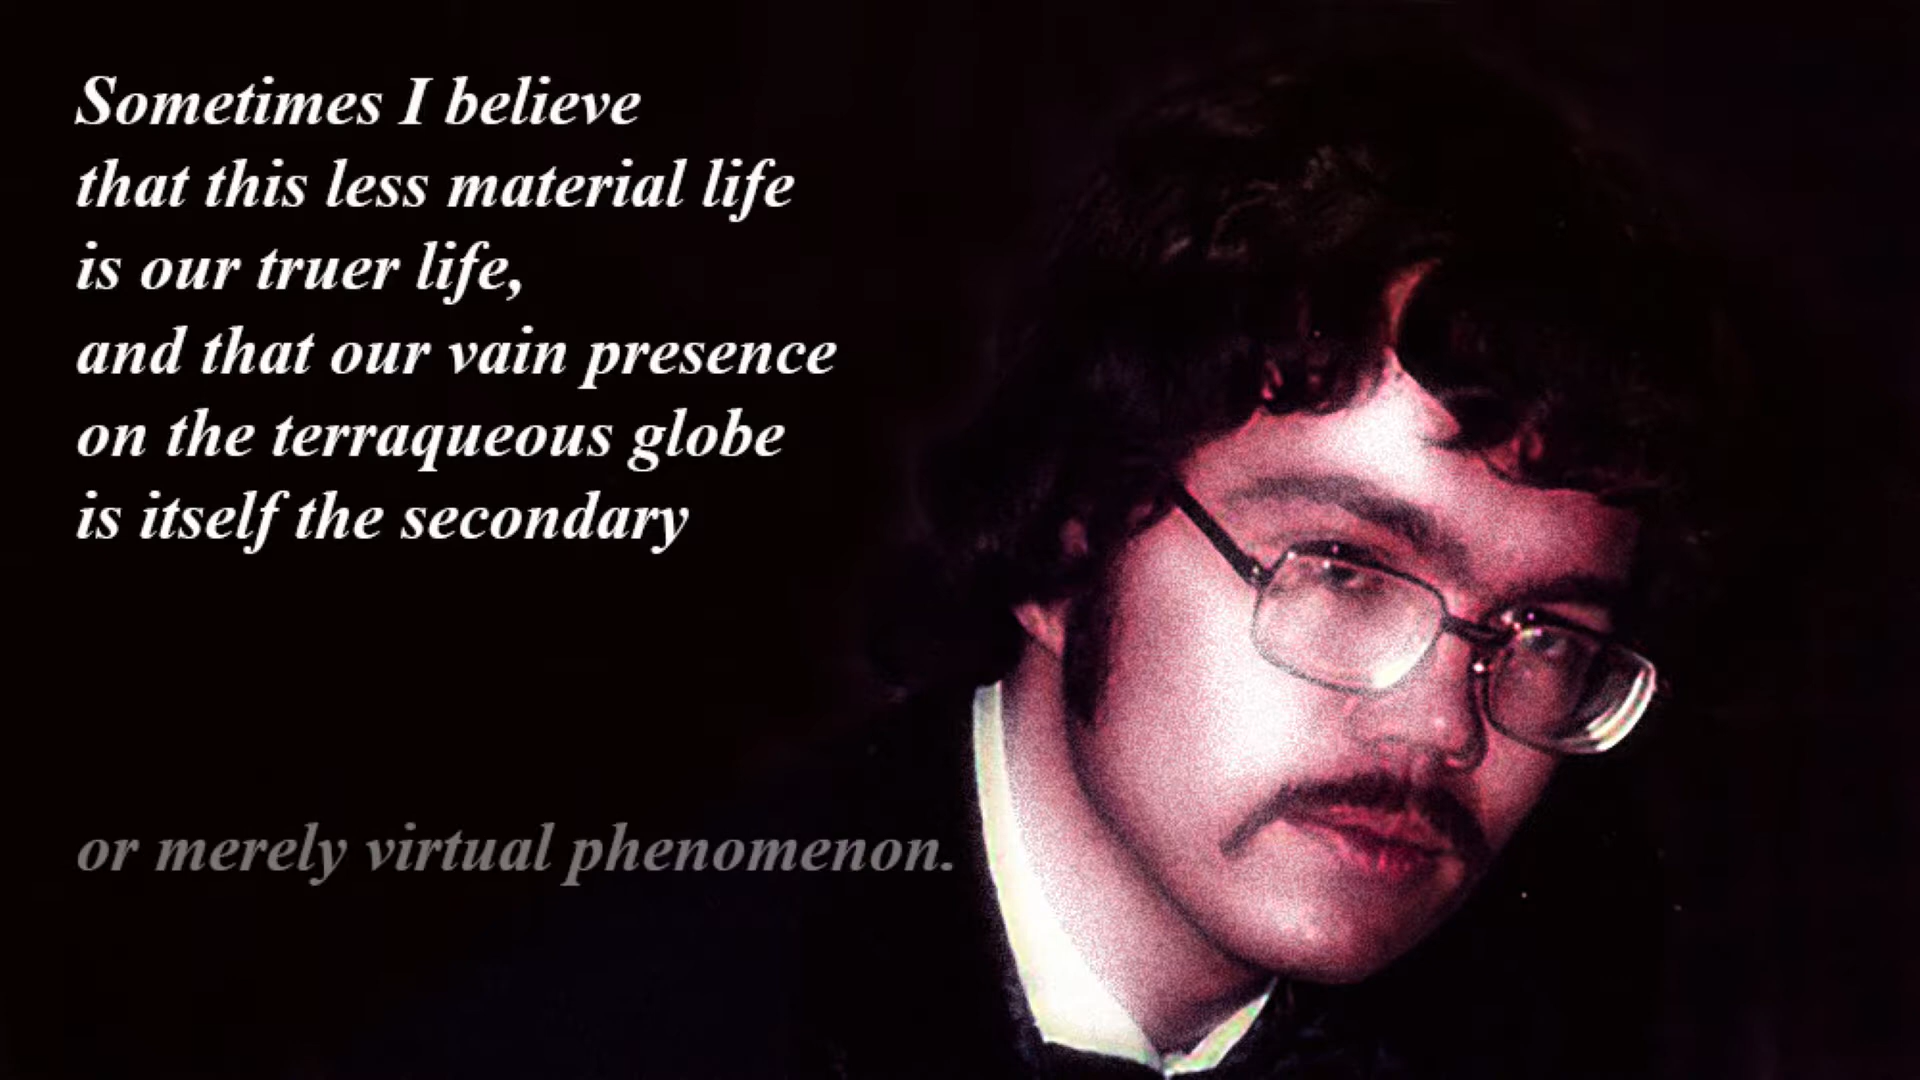 Sometimes I believe
that this less material life
is our truer life,
and that our vain presence
on the terraqueous globe
is itself the secondary
or merely virtual phenomenon.